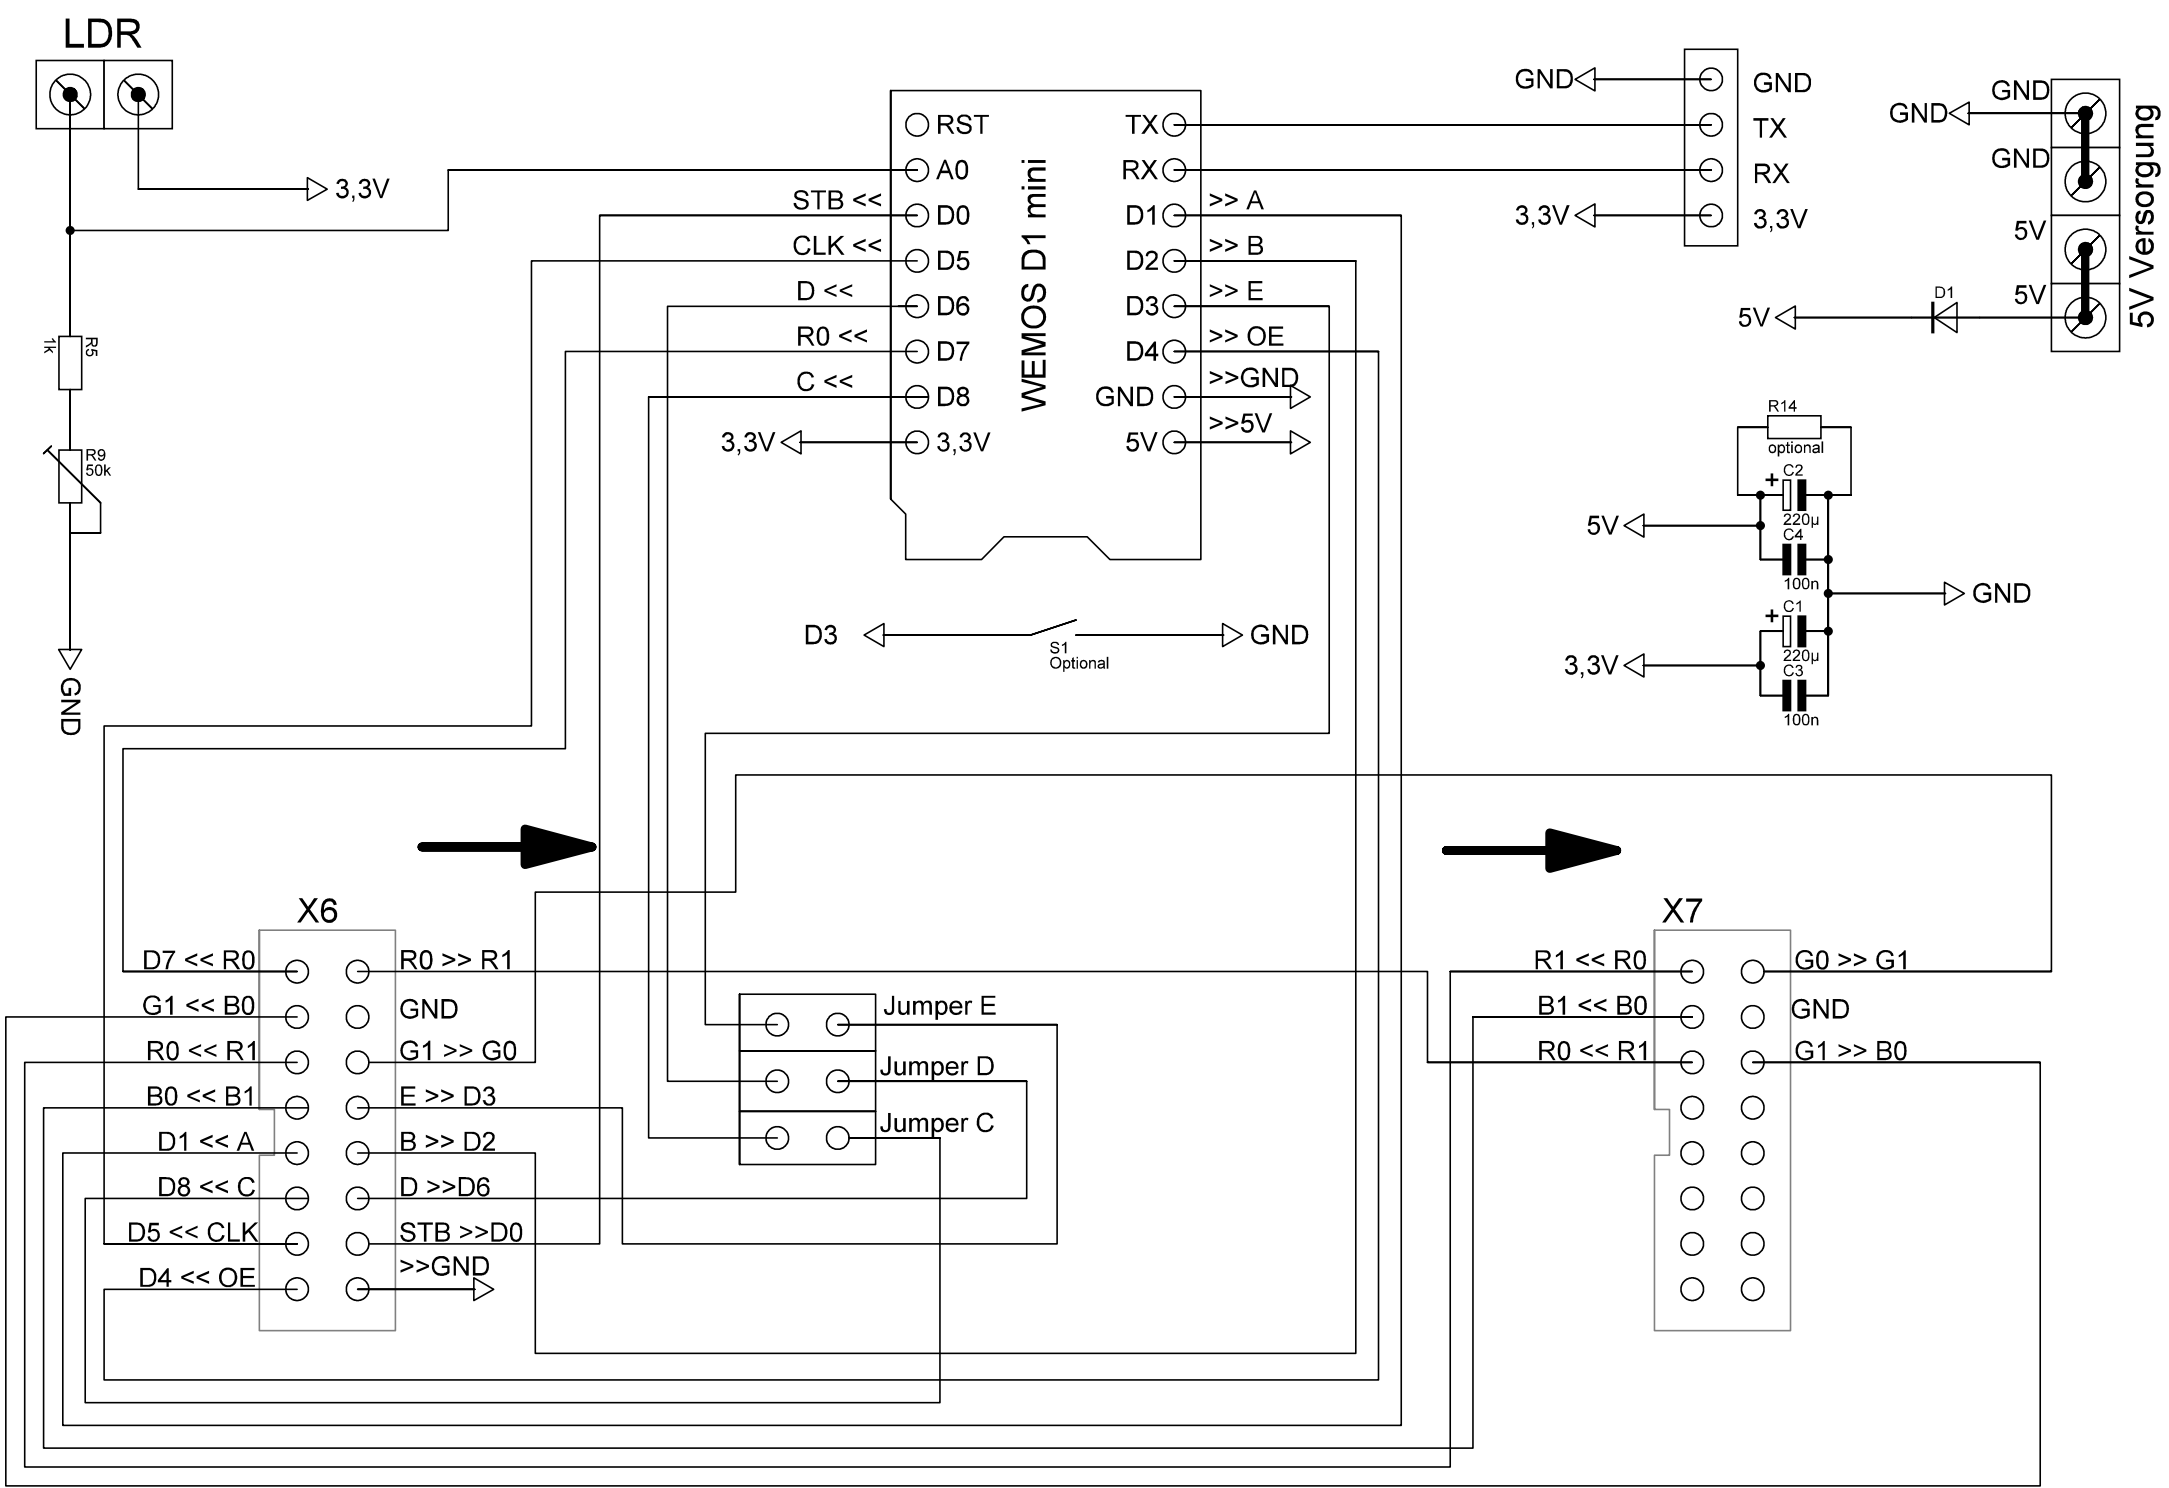 LDR
3,3V
R5
1k
R9
50k
GND
RST
A0
D0
D5
D6
D7
D8
3,3V
STB <<
CLK <<
D <<
R0 <<
C <<
3,3V
WEMOS D1 mini
TX
RX
D1
D2
D3
D4
GND
5V
>> A
>> B
>> E
>> OE
>>GND
>>5V
GND
3,3V
GND
TX
RX
3,3V
GND
GND
GND
5V
5V
5V
D1
5V Versorgung
R14
optional
C2
+
220µ
C4
100n
5V
GND
C1
+
220µ
C3
100n
3,3V
D3
S1
Optional
GND
X6
D7 << R0
R0 >> R1
G1 << B0
GND
R0 << R1
G1 >> G0
B0 << B1
E >> D3
D1 << A
B >> D2
D8 << C
D >>D6
D5 << CLK
STB >>D0
D4 << OE
>>GND
Jumper E
Jumper D
Jumper C
X7
R1 << R0
G0 >> G1
B1 << B0
GND
R0 << R1
G1 >> B0